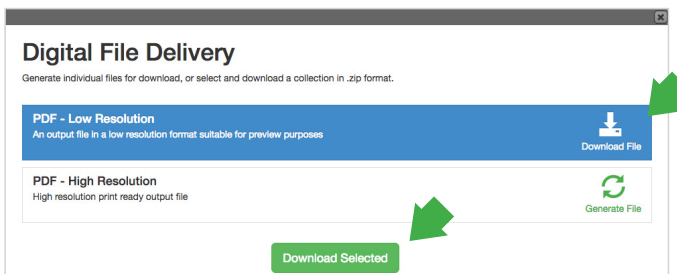 Digital File Delivery
Generate individual files for download, or select and download a collection in .zip format.
PDF - Low Resolution
An output file in a low resolution format suitable for preview purposes
Download File
PDF - High Resolution
High resolution print ready output file
Generate File
Download Selected